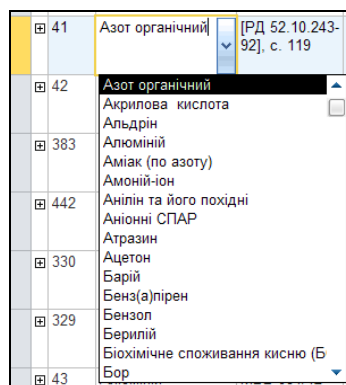 41 Азот органічний [РД 52.10.243-
92], с. 119
42 Азот органічний
Акрилова кислота
Альдрін
383 Алюміній
Аміак (по азоту)
Амоній-іон
442 Анілін та його похідні
Аніонні СПАР
Атразин
330 Ацетон
Барій
Бенз(а)пірен
329 Бензол
Берилій
Біохімічне споживання кисню (Б
43 Бор